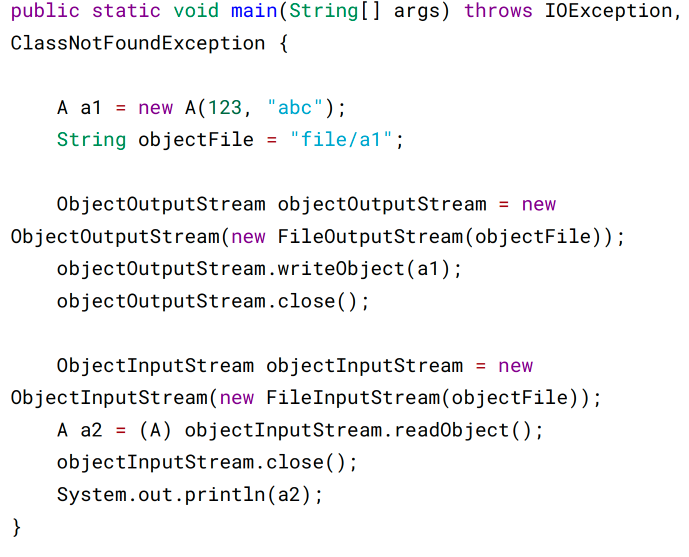 public static void main(String[] args) throws IOException,
ClassNotFoundException {
    A a1 = new A(123, "abc");
    String objectFile = "file/a1";
    ObjectOutputStream objectOutputStream = new
ObjectOutputStream(new FileOutputStream(objectFile));
    objectOutputStream.writeObject(a1);
    objectOutputStream.close();
    ObjectInputStream objectInputStream = new
ObjectInputStream(new FileInputStream(objectFile));
    A a2 = (A) objectInputStream.readObject();
    objectInputStream.close();
    System.out.println(a2);
}